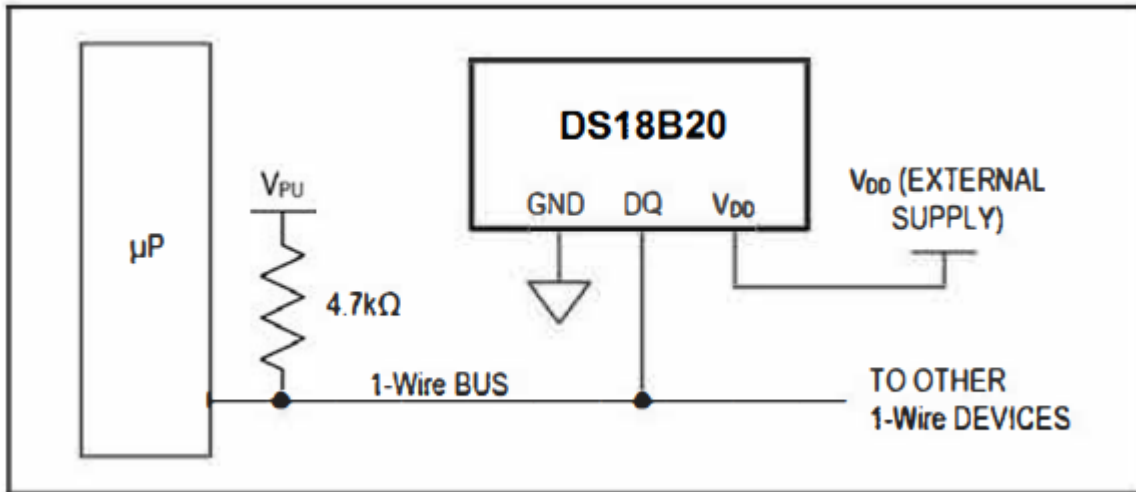 DS18B20
GND DQ VDD
VDD (EXTERNAL
SUPPLY)
VPU
µP
4.7kΩ
1-Wire BUS
TO OTHER
1-Wire DEVICES